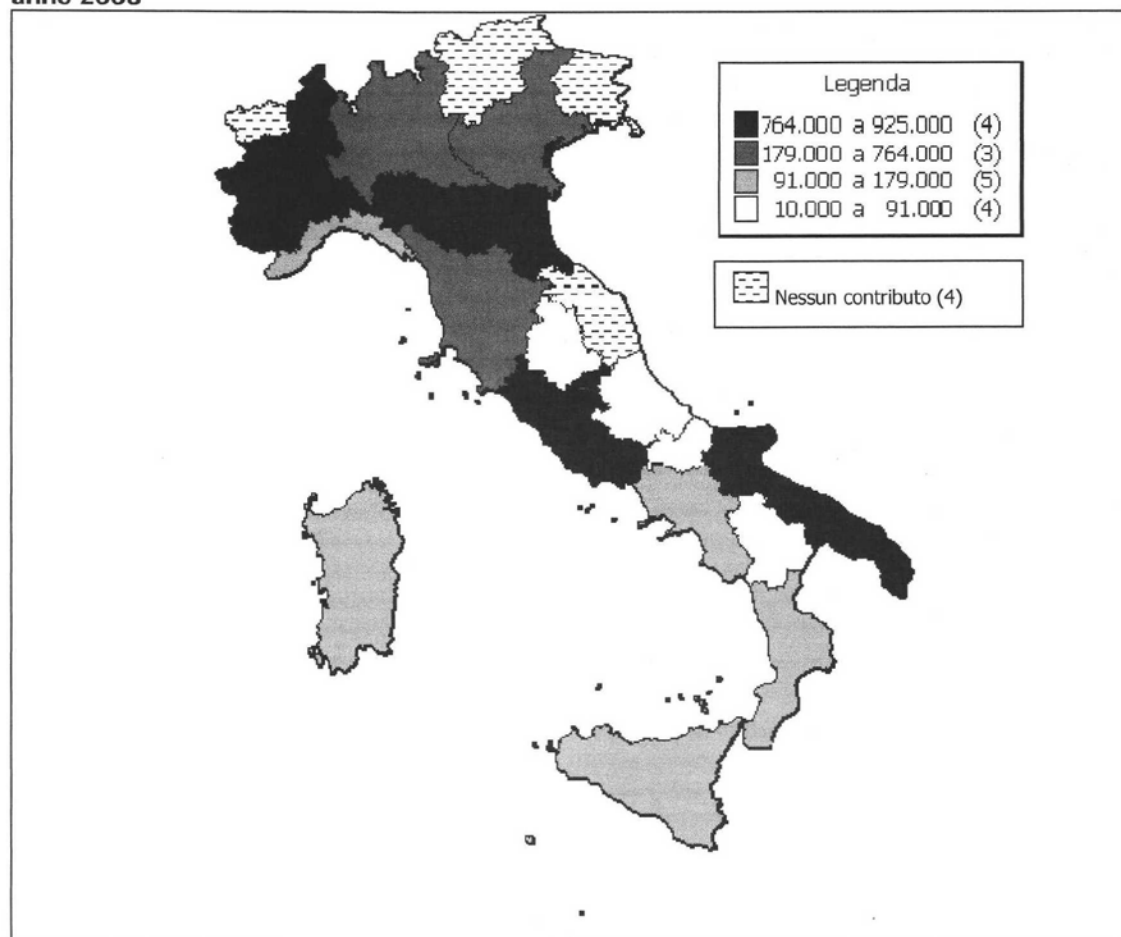 Legenda
764.000 a 925.000 (4)
179.000 a 764.000 (3)
91.000 a 179.000 (5)
10.000 a 91.000 (4)
Nessun contributo (4)